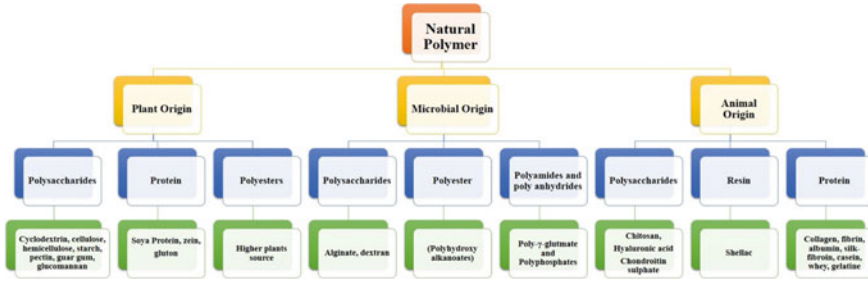 Natural
Polymer
Plant Origin
Microbial Origin
Animal
Origin
Polysaccharides
Protein
Polyesters
Polysaccharides
Polyester
Polyamides and
poly anhydrides
Polysaccharides
Resin
Protein
Cyclodextrin, cellulose,
hemicellulose, starch,
pectin, guar gum,
glucomannan
Soya Protein, zein,
gluton
Higher plants
source
Alginate, dextran
(Polyhydroxy
alkanoates)
Poly-γ-glutmate
and
Polyphosphates
Chitosan,
Hyaluronic acid
Chondroitin
sulphate
Shellac
Collagen, fibrin,
albumin, silk-
fibroin, casein,
whey, gelatine